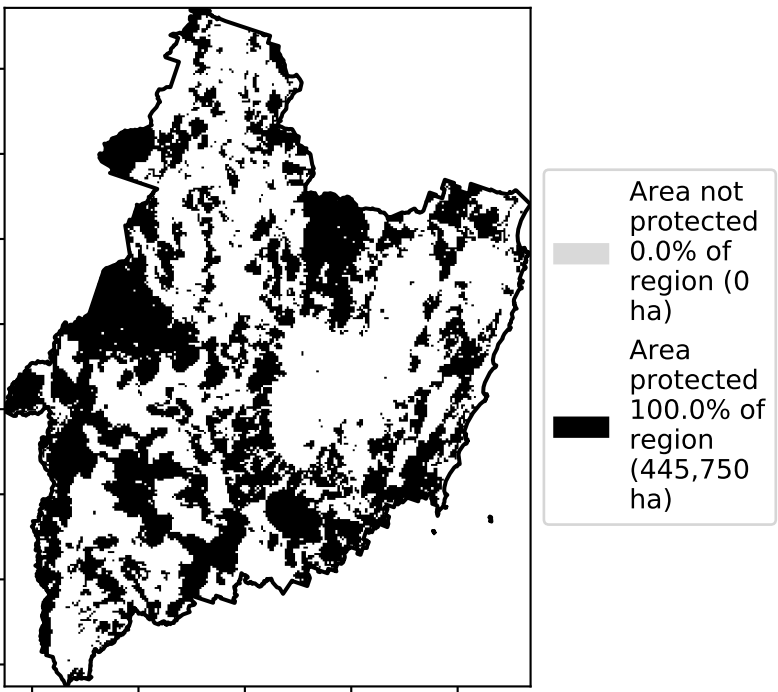 Area not
protected
0.0% of
region (0
ha)
Area
protected
100.0% of
region
(445,750
ha)